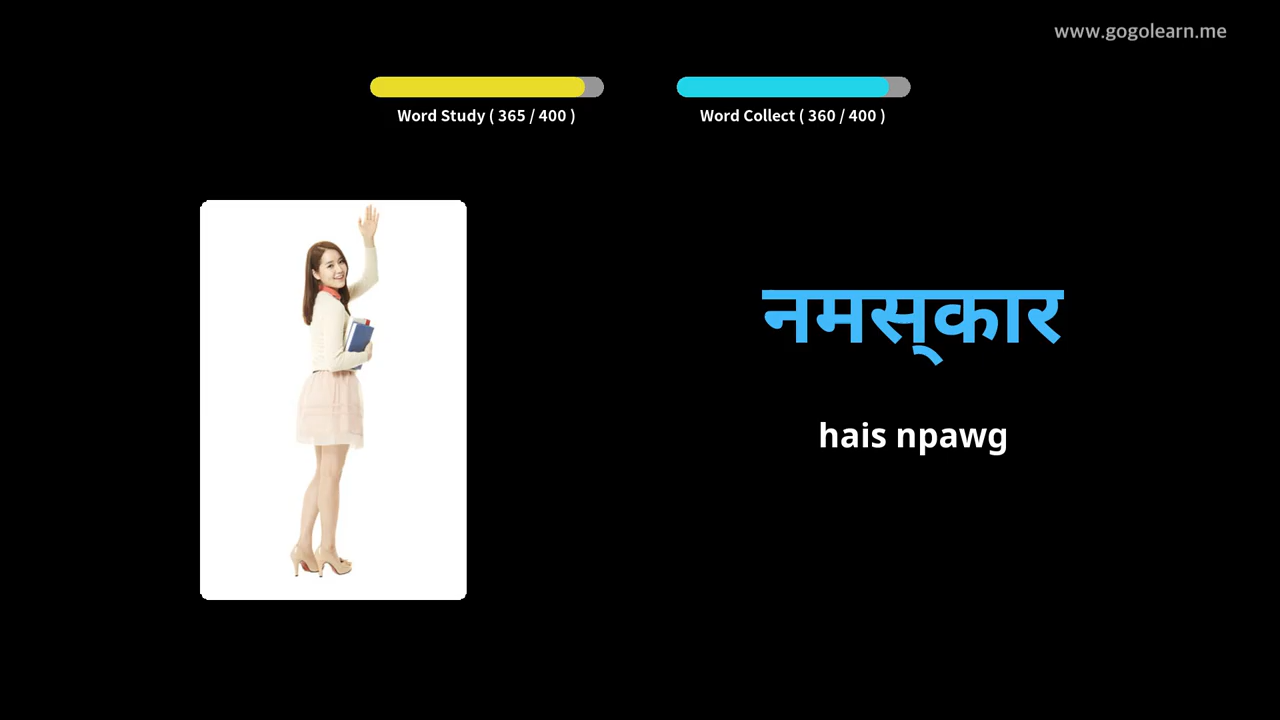 www.gogolearn.me
Word Study ( 365 / 400 )
Word Collect ( 360 / 400 )
नमस्‌कार
hais npawg